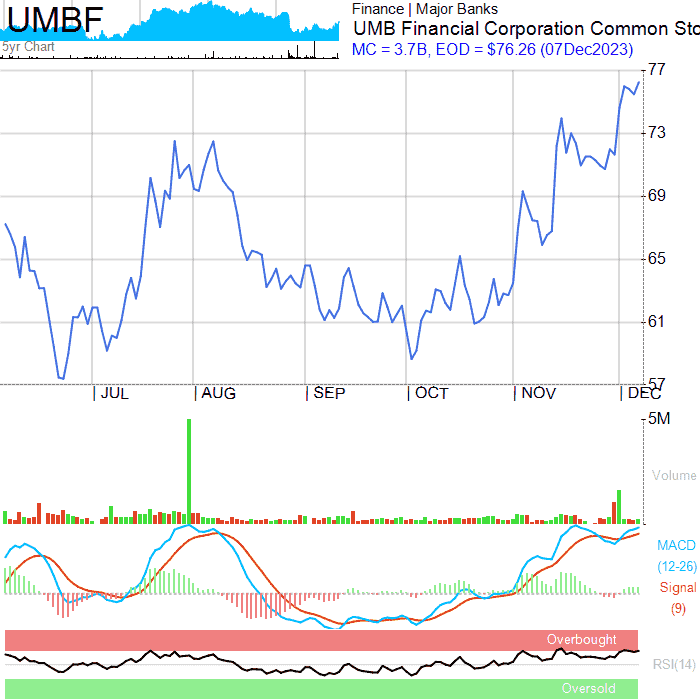 UMBF
5yr Chart
Finance | Major Banks
UMB Financial Corporation Common Sto
MC = 3.7B, EOD = $76.26 (07Dec2023)
77
73
69
65
61
57
| JUL | AUG | SEP | OCT | NOV | DEC
5M
Volume
MACD
(12-26)
Signal
(9)
Overbought
RSI(14)
Oversold